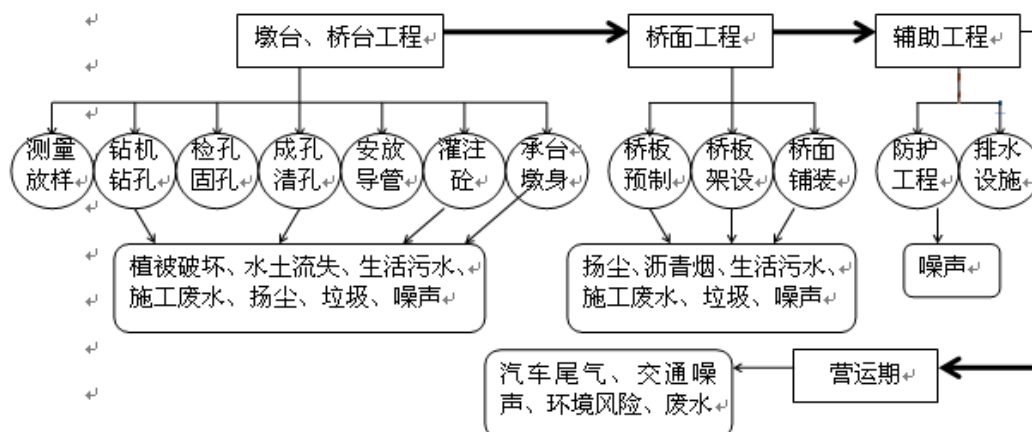 墩台、桥台工程
桥面工程
辅助工程
测量
放样
钻机
钻孔
检孔
固孔
成孔
清孔
安放
导管
灌注
砼
承台
墩身
桥板
预制
桥板
架设
桥面
铺装
防护
工程
排水
设施
植被破坏、水土流失、生活污水、
施工废水、扬尘、垃圾、噪声
扬尘、沥青烟、生活污水、
施工废水、垃圾、噪声
噪声
汽车尾气、交通噪
声、环境风险、废水
营运期